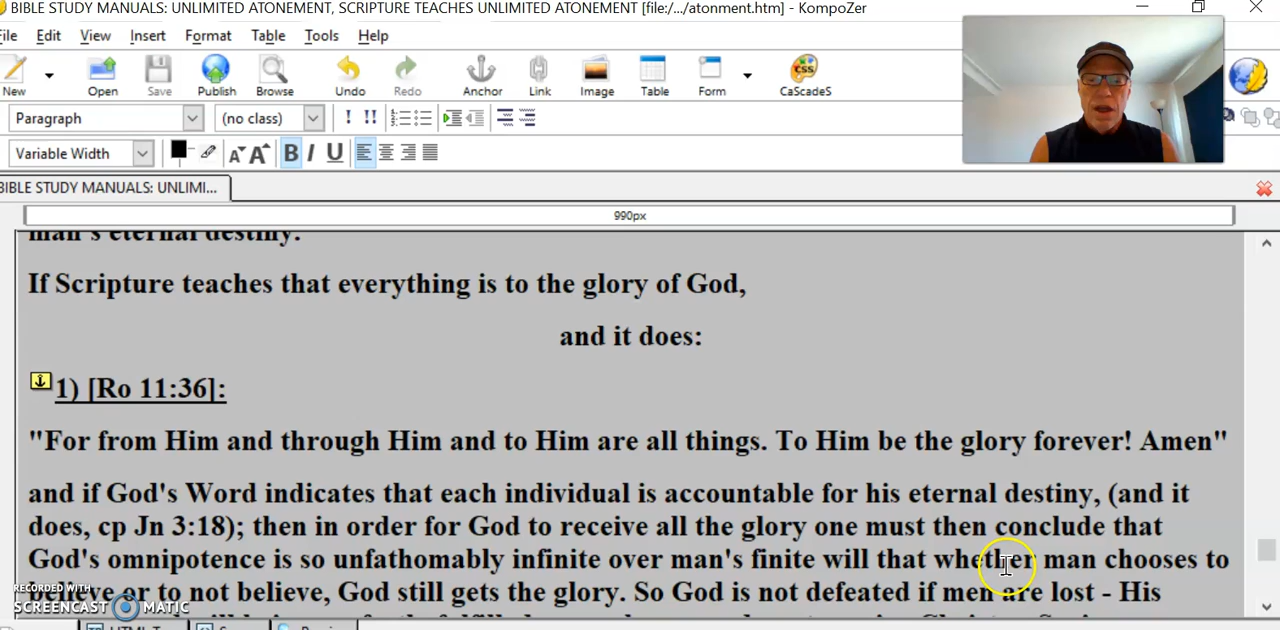 BIBLE STUDY MANUALS: UNLIMITED ATONEMENT, SCRIPTURE TEACHES UNLIMITED ATONEMENT [file:/.../atonment.htm] - KompoZer
File Edit View Insert Format Table Tools Help
New Open Save Publish Browse Undo Redo Anchor Link Image Table Form CaScadeS
Paragraph (no class) ! !!
Variable Width A A B I U
BIBLE STUDY MANUALS: UNLIMI...
990px
man's eternal destiny.
If Scripture teaches that everything is to the glory of God,
and it does:
1) [Ro 11:36]:
"For from Him and through Him and to Him are all things. To Him be the glory forever! Amen"
and if God's Word indicates that each individual is accountable for his eternal destiny, (and it
does, cp Jn 3:18); then in order for God to receive all the glory one must then conclude that
God's omnipotence is so unfathomably infinite over man's finite will that whether man chooses to
believe or to not believe, God still gets the glory. So God is not defeated if men are lost - His
RECORDED WITH
SCREENCAST MATIC